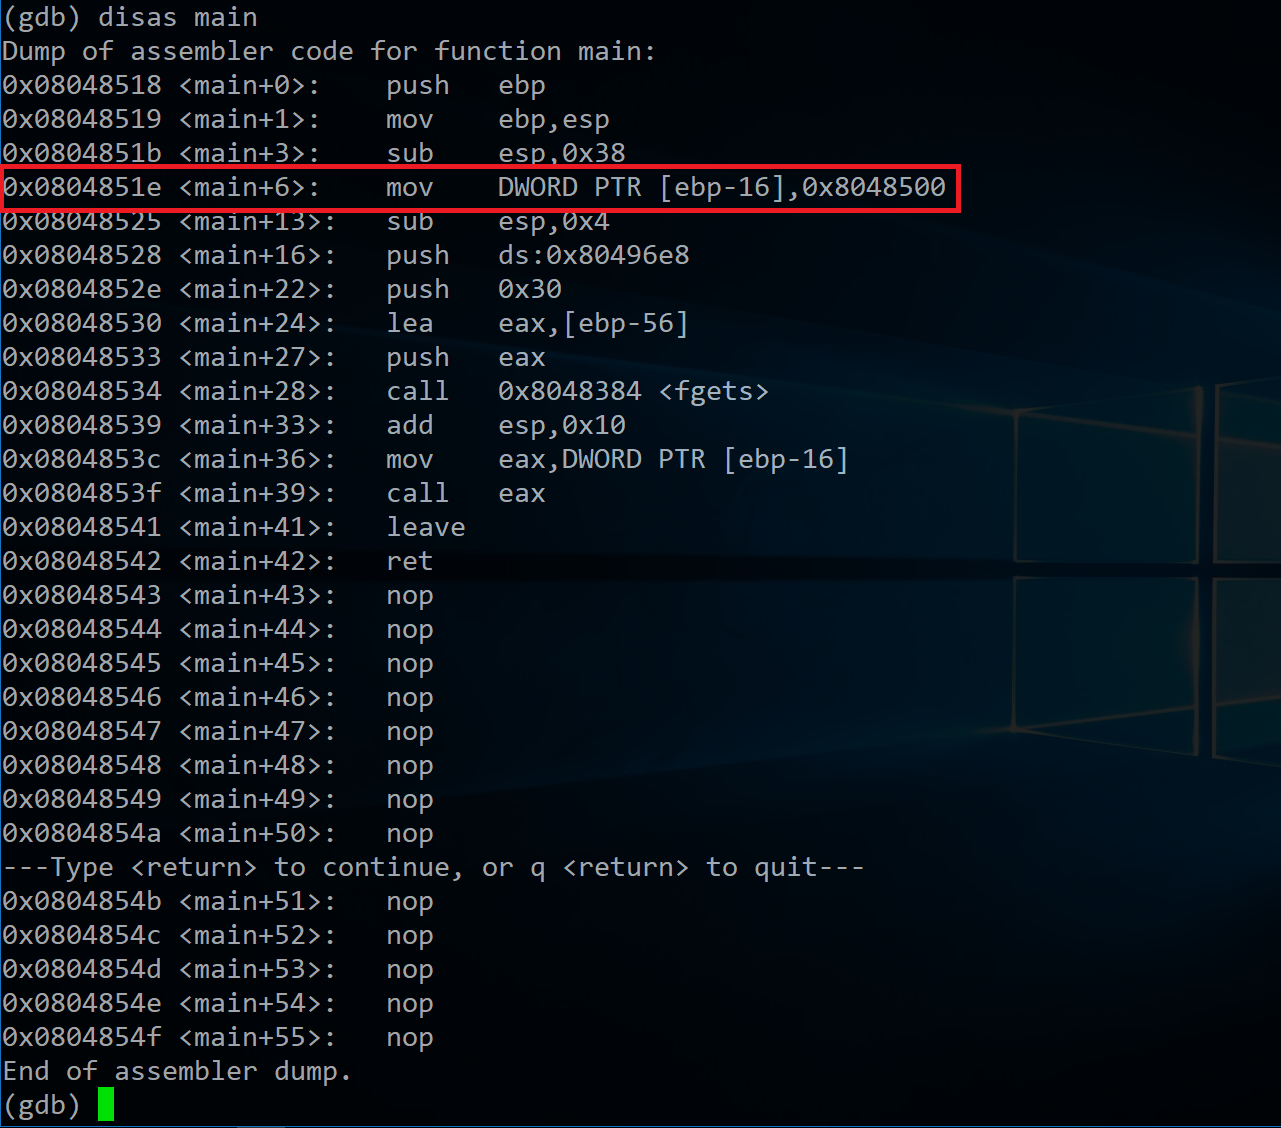 (gdb) disas main
Dump of assembler code for function main:
0x08048518 <main+0>:    push   ebp
0x08048519 <main+1>:    mov    ebp,esp
0x0804851b <main+3>:    sub    esp,0x38
0x0804851e <main+6>:    mov    DWORD PTR [ebp-16],0x8048500
0x08048525 <main+13>:   sub    esp,0x4
0x08048528 <main+16>:   push   ds:0x80496e8
0x0804852e <main+22>:   push   0x30
0x08048530 <main+24>:   lea    eax,[ebp-56]
0x08048533 <main+27>:   push   eax
0x08048534 <main+28>:   call   0x8048384 <fgets>
0x08048539 <main+33>:   add    esp,0x10
0x0804853c <main+36>:   mov    eax,DWORD PTR [ebp-16]
0x0804853f <main+39>:   call   eax
0x08048541 <main+41>:   leave
0x08048542 <main+42>:   ret
0x08048543 <main+43>:   nop
0x08048544 <main+44>:   nop
0x08048545 <main+45>:   nop
0x08048546 <main+46>:   nop
0x08048547 <main+47>:   nop
0x08048548 <main+48>:   nop
0x08048549 <main+49>:   nop
0x0804854a <main+50>:   nop
---Type <return> to continue, or q <return> to quit---
0x0804854b <main+51>:   nop
0x0804854c <main+52>:   nop
0x0804854d <main+53>:   nop
0x0804854e <main+54>:   nop
0x0804854f <main+55>:   nop
End of assembler dump.
(gdb)